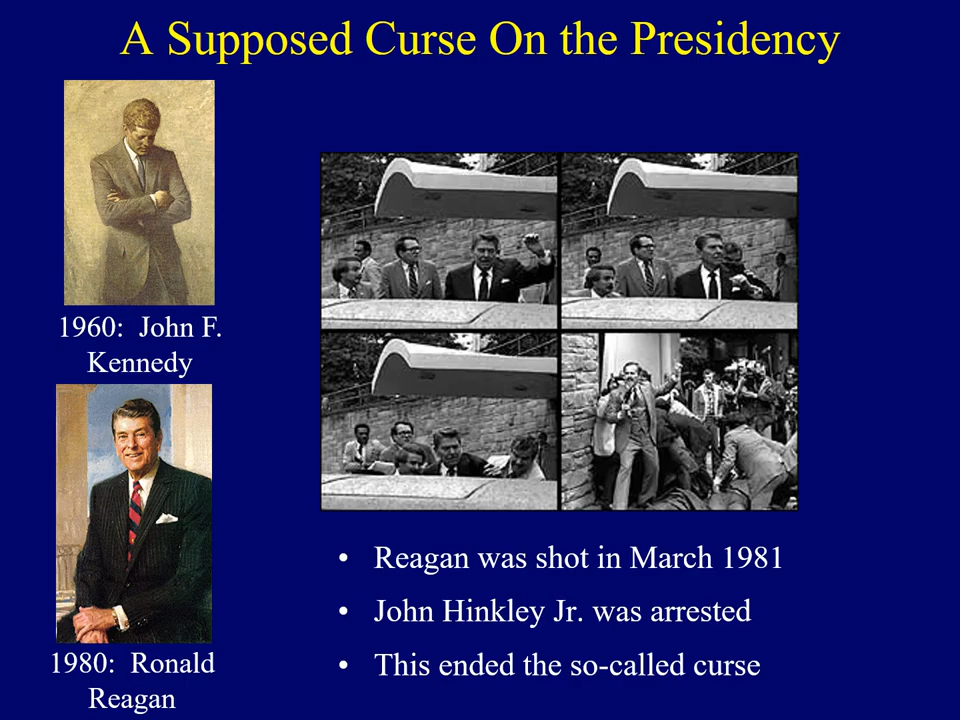 A Supposed Curse On the Presidency
1960: John F.
Kennedy
1980: Ronald
Reagan
• Reagan was shot in March 1981
• John Hinkley Jr. was arrested
• This ended the so-called curse